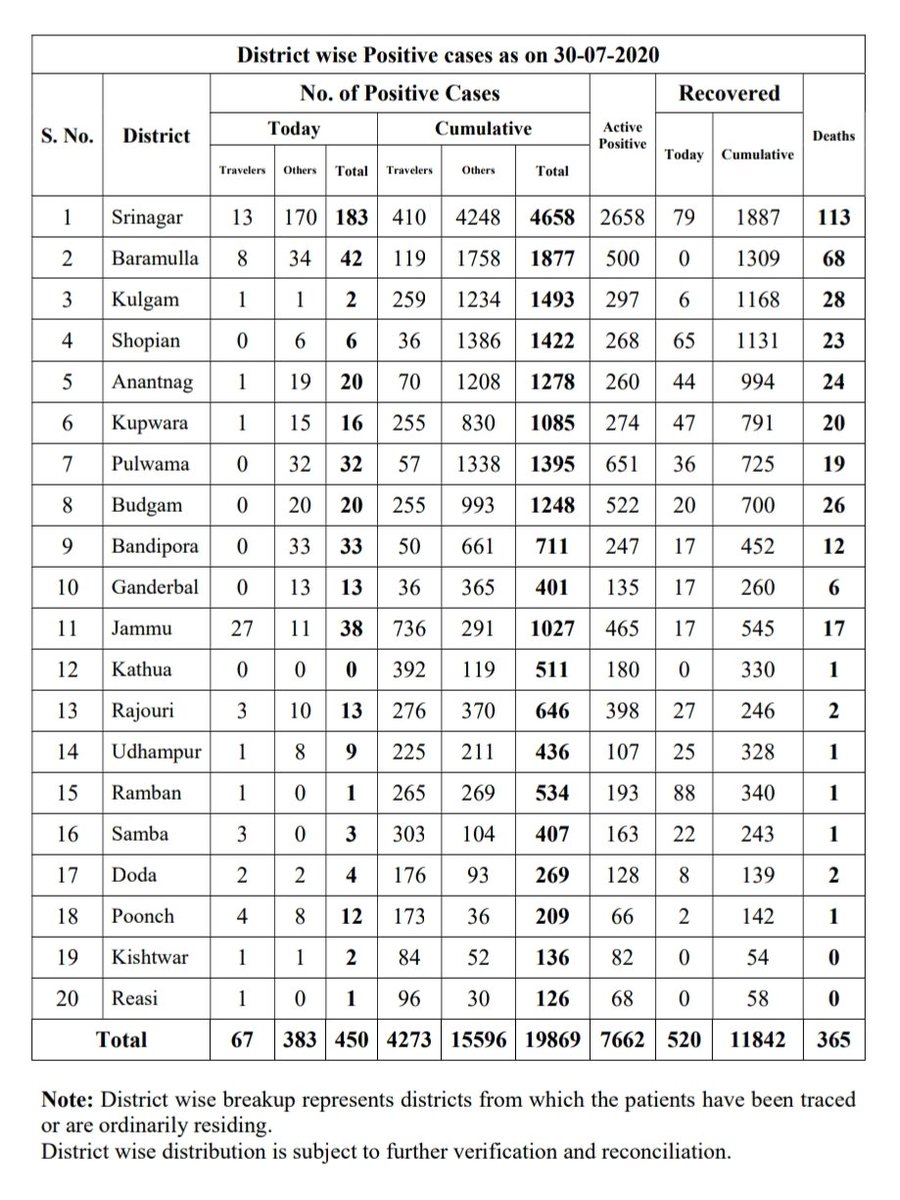 District wise Positive cases as on 30-07-2020
S. No. District No. of Positive Cases Active Positive Recovered Deaths
Today Cumulative Today Cumulative
Travelers Others Total Travelers Others Total
1 Srinagar 13 170 183 410 4248 4658 2658 79 1887 113
2 Baramulla 8 34 42 119 1758 1877 500 0 1309 68
3 Kulgam 1 1 2 259 1234 1493 297 6 1168 28
4 Shopian 0 6 6 36 1386 1422 268 65 1131 23
5 Anantnag 1 19 20 70 1208 1278 260 44 994 24
6 Kupwara 1 15 16 255 830 1085 274 47 791 20
7 Pulwama 0 32 32 57 1338 1395 651 36 725 19
8 Budgam 0 20 20 255 993 1248 522 20 700 26
9 Bandipora 0 33 33 50 661 711 247 17 452 12
10 Ganderbal 0 13 13 36 365 401 135 17 260 6
11 Jammu 27 11 38 736 291 1027 465 17 545 17
12 Kathua 0 0 0 392 119 511 180 0 330 1
13 Rajouri 3 10 13 276 370 646 398 27 246 2
14 Udhampur 1 8 9 225 211 436 107 25 328 1
15 Ramban 1 0 1 265 269 534 193 88 340 1
16 Samba 3 0 3 303 104 407 163 22 243 1
17 Doda 2 2 4 176 93 269 128 8 139 2
18 Poonch 4 8 12 173 36 209 66 2 142 1
19 Kishtwar 1 1 2 84 52 136 82 0 54 0
20 Reasi 1 0 1 96 30 126 68 0 58 0
Total 67 383 450 4273 15596 19869 7662 520 11842 365
Note: District wise breakup represents districts from which the patients have been traced
or are ordinarily residing.
District wise distribution is subject to further verification and reconciliation.